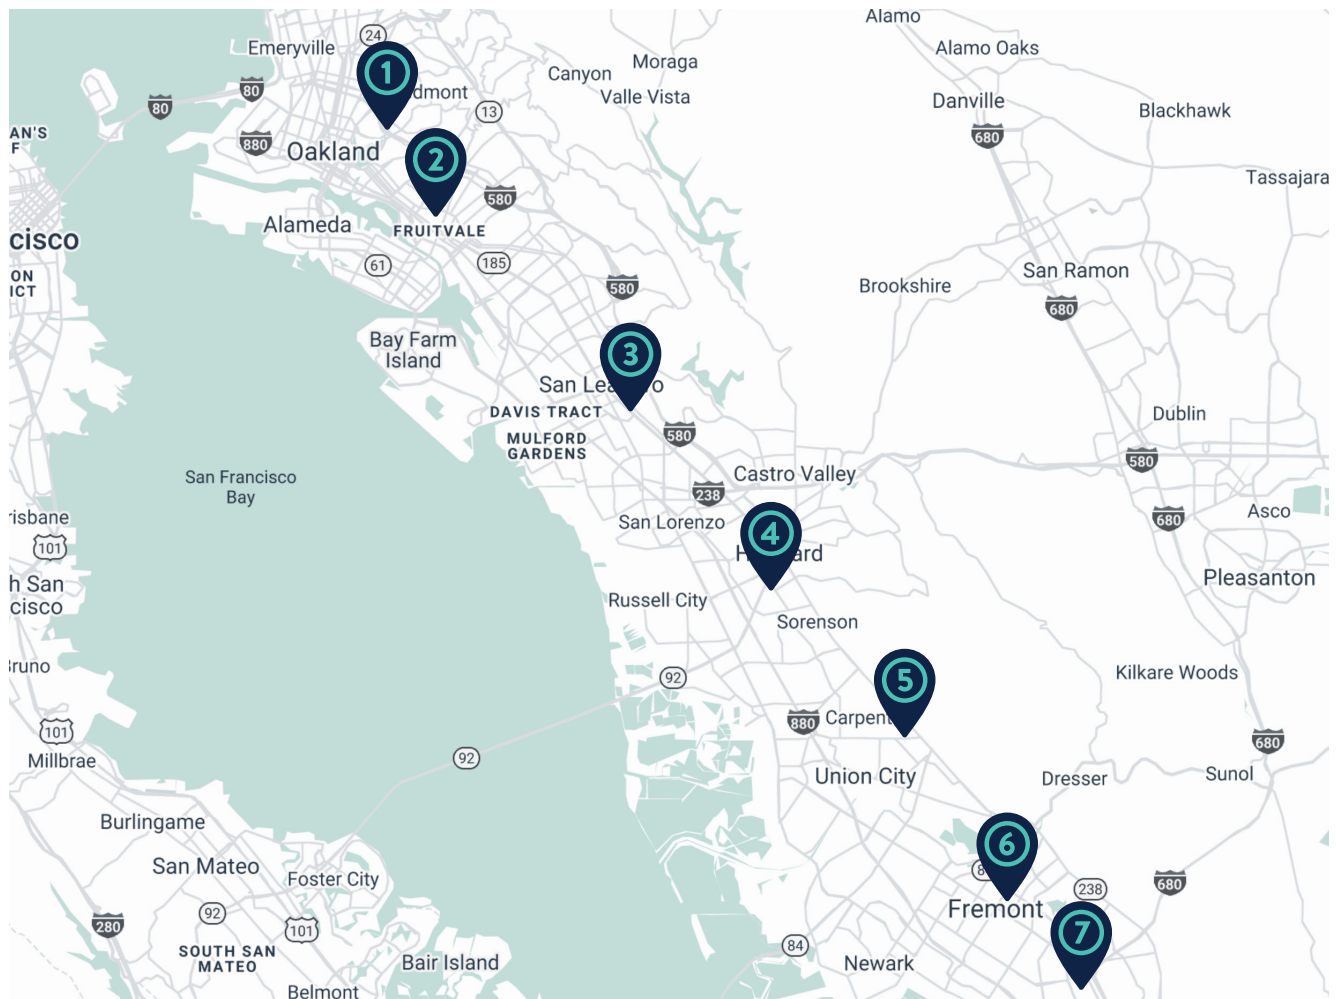 Alamo
24
Emeryville
Alamo Oaks
Moraga
Canyon
1
80
dmont
Valle Vista
Danville
80
13
Blackhawk
AN'S
F
880
680
Oakland
2
Tassajara
580
Alameda
FRUITVALE
cisco
61
185
ON
ICT
San Ramon
580
Brookshire
680
Bay Farm
Island
3
San Lea
o
DAVIS TRACT
Dublin
MULFORD
GARDENS
580
580
San Francisco
Bay
Castro Valley
238
risbane
San Lorenzo
680
Asco
101
4
H
ard
h San
cisco
Pleasanton
Russell City
Sorenson
Bruno
Kilkare Woods
92
5
101
880
Carpent
680
Millbrae
92
Union City
Dresser
Sunol
Burlingame
6
San Mateo
8
Foster City
238
680
92
280
101
Fremont
7
SOUTH SAN
MATEO
84
Bair Island
Newark
Belmont